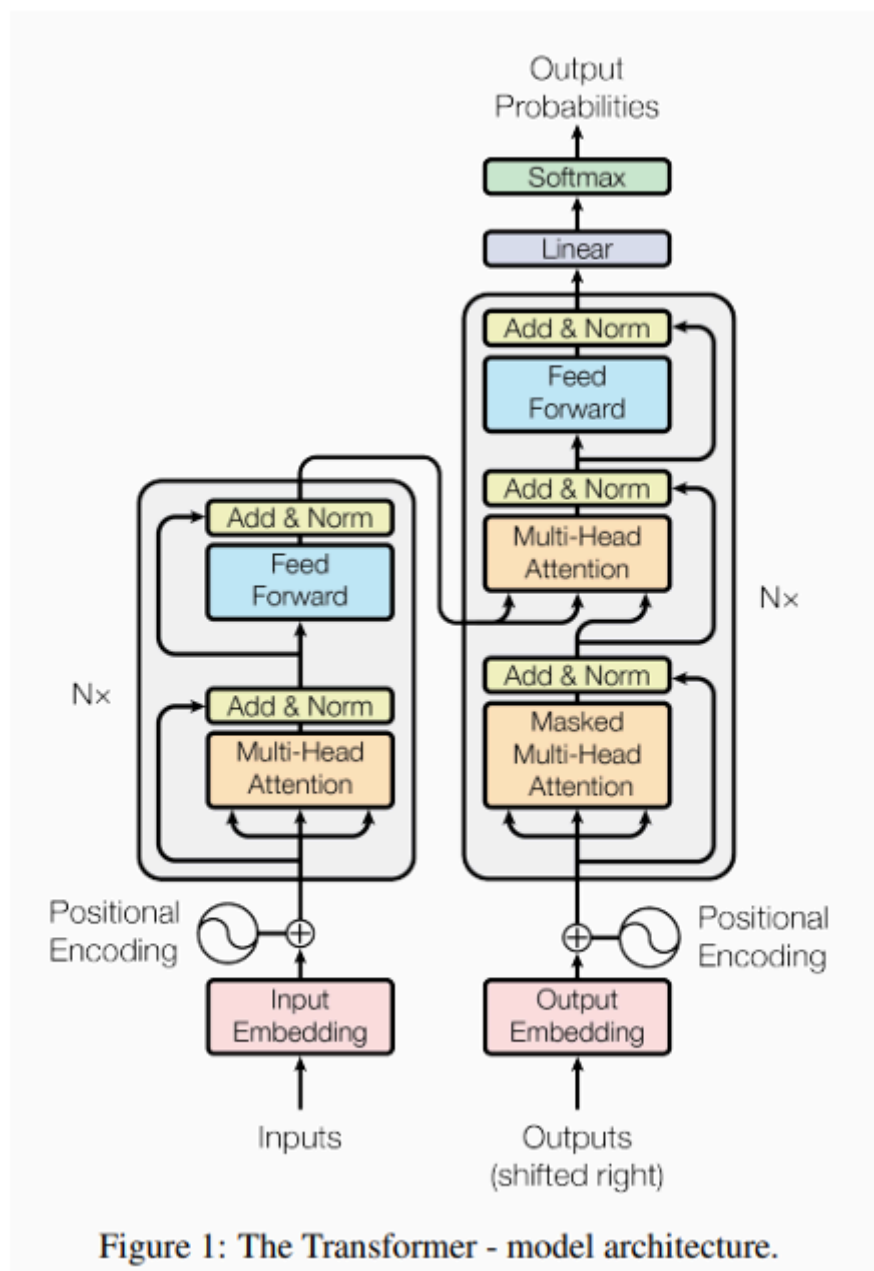 Output
Probabilities
Softmax
Linear
Add & Norm
Feed
Forward
Add & Norm
Multi-Head
Attention
N×
Add & Norm
Masked
Multi-Head
Attention
Add & Norm
Feed
Forward
N×
Add & Norm
Multi-Head
Attention
Positional
Encoding
Positional
Encoding
Input
Embedding
Output
Embedding
Inputs
Outputs
(shifted right)
Figure 1: The Transformer - model architecture.